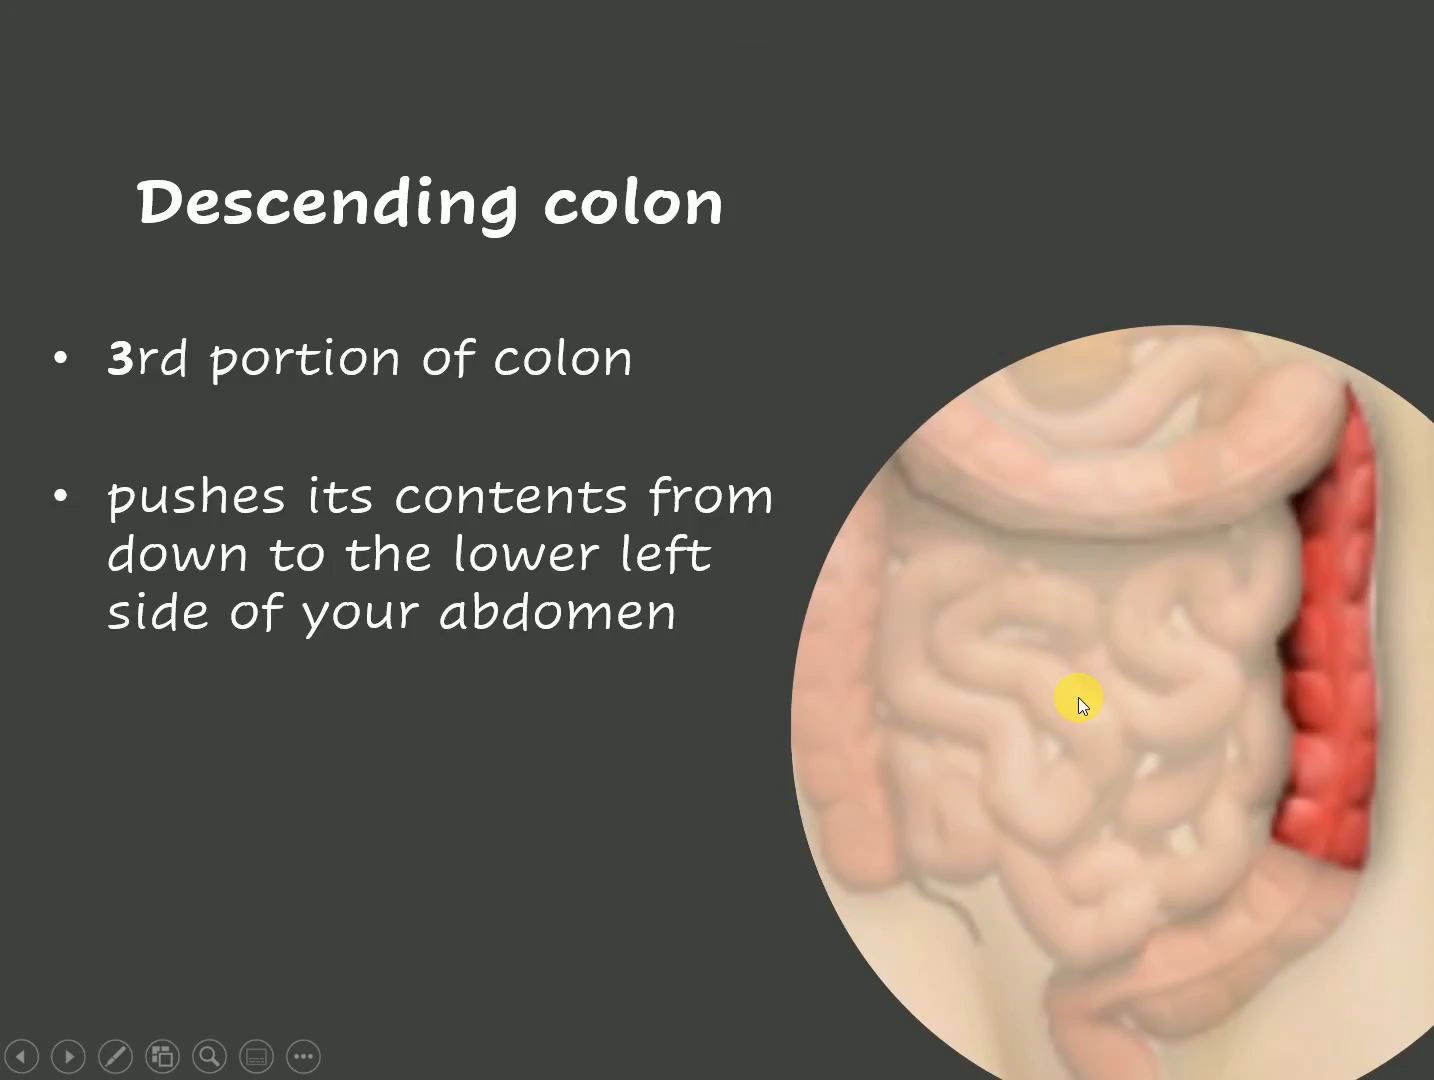 Descending colon
• 3rd portion of colon
• pushes its contents from
down to the lower left
side of your abdomen